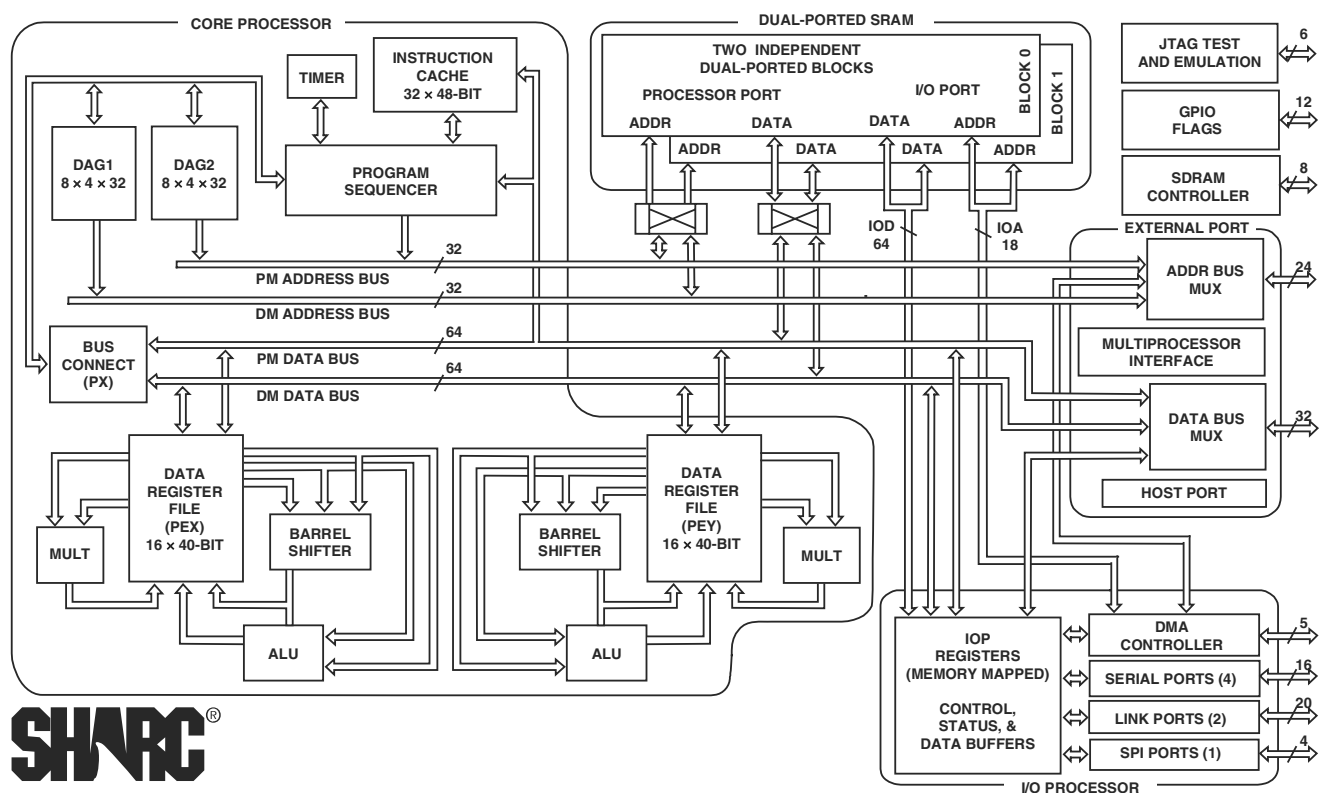 CORE PROCESSOR
TIMER
INSTRUCTION
CACHE
32 × 48-BIT
DAG1
8 × 4 × 32
DAG2
8 × 4 × 32
PROGRAM
SEQUENCER
DUAL-PORTED SRAM
TWO INDEPENDENT
DUAL-PORTED BLOCKS
PROCESSOR PORT
I/O PORT
BLOCK 0
BLOCK 1
ADDR
DATA
DATA
ADDR
ADDR
DATA
DATA
ADDR
JTAG TEST
AND EMULATION
6
GPIO
FLAGS
12
SDRAM
CONTROLLER
8
IOD
64
IOA
18
EXTERNAL PORT
ADDR BUS
MUX
24
MULTIPROCESSOR
INTERFACE
DATA BUS
MUX
32
HOST PORT
32
PM ADDRESS BUS
32
DM ADDRESS BUS
BUS
CONNECT
(PX)
64
PM DATA BUS
64
DM DATA BUS
DATA
REGISTER
FILE
(PEX)
16 × 40-BIT
MULT
BARREL
SHIFTER
ALU
BARREL
SHIFTER
DATA
REGISTER
FILE
(PEY)
16 × 40-BIT
MULT
ALU
IOP
REGISTERS
(MEMORY MAPPED)
CONTROL,
STATUS, &
DATA BUFFERS
DMA
CONTROLLER
5
SERIAL PORTS (4)
16
LINK PORTS (2)
20
SPI PORTS (1)
4
I/O PROCESSOR
SHARC®